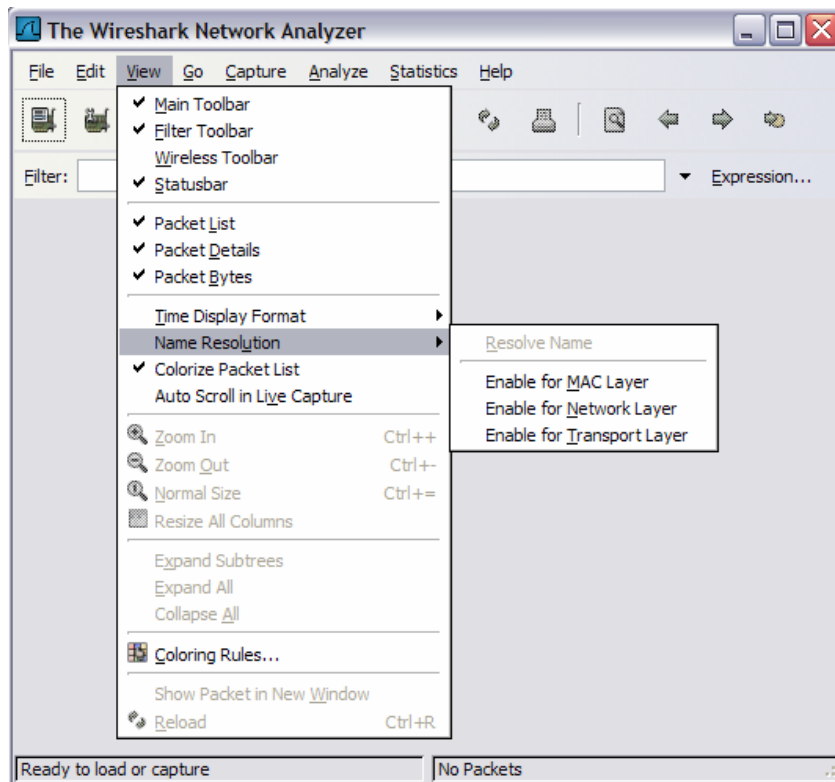 The Wireshark Network Analyzer
File Edit View Go Capture Analyze Statistics Help
Filter: Expression...
Main Toolbar
Filter Toolbar
Wireless Toolbar
Statusbar
Packet List
Packet Details
Packet Bytes
Time Display Format
Name Resolution
Colorize Packet List
Auto Scroll in Live Capture
Zoom In Ctrl++
Zoom Out Ctrl+-
Normal Size Ctrl+=
Resize All Columns
Expand Subtrees
Expand All
Collapse All
Coloring Rules...
Show Packet in New Window
Reload Ctrl+R
Resolve Name
Enable for MAC Layer
Enable for Network Layer
Enable for Transport Layer
Ready to load or capture No Packets